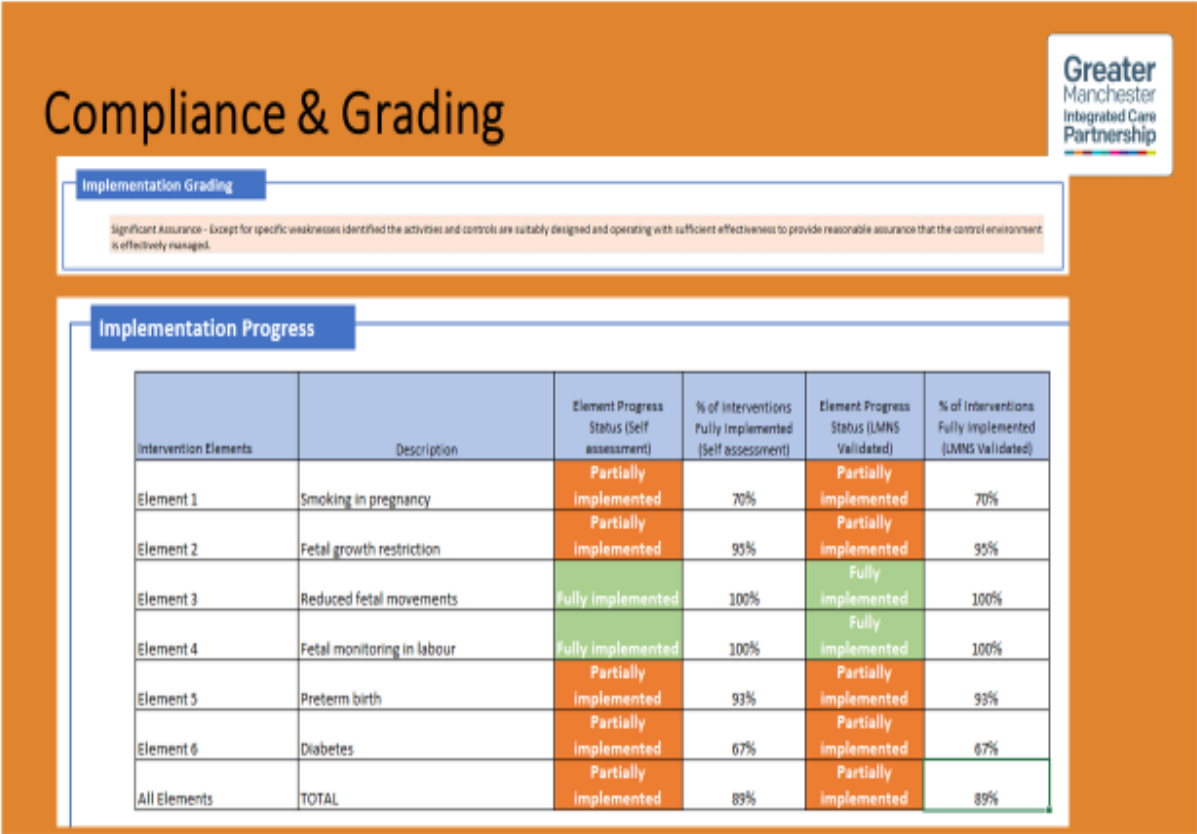 Compliance & Grading
Greater
Manchester
Integrated Care
Partnership
Implementation Grading
Significant Assurance - Except for specific weaknesses identified the activities and controls are suitably designed and operating with sufficient effectiveness to provide reasonable assurance that the control environment
is effectively managed.
Implementation Progress
Intervention Elements Description Element Progress Status (Self assessment) % of Interventions Fully Implemented (Self assessment) Element Progress Status (LMNS Validated) % of Interventions Fully Implemented (LMNS Validated)
Element 1 Smoking in pregnancy Partially implemented 70% Partially implemented 70%
Element 2 Fetal growth restriction Partially implemented 95% Partially implemented 95%
Element 3 Reduced fetal movements Fully implemented 100% Fully implemented 100%
Element 4 Fetal monitoring in labour Fully implemented 100% Fully implemented 100%
Element 5 Preterm birth Partially implemented 93% Partially implemented 93%
Element 6 Diabetes Partially implemented 67% Partially implemented 67%
All Elements TOTAL Partially implemented 89% Partially implemented 89%